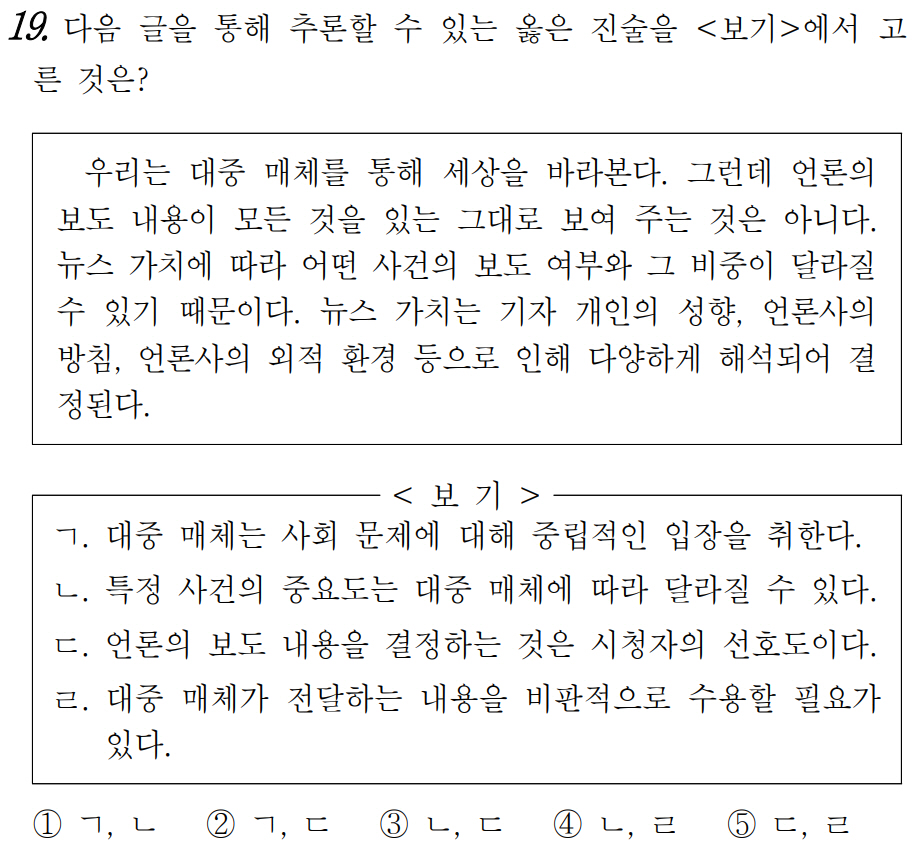 19. 다음 글을 통해 추론할 수 있는 옳은 진술을 <보기>에서 고
른 것은?
우리는 대중 매체를 통해 세상을 바라본다. 그런데 언론의
보도 내용이 모든 것을 있는 그대로 보여 주는 것은 아니다.
뉴스 가치에 따라 어떤 사건의 보도 여부와 그 비중이 달라질
수 있기 때문이다. 뉴스 가치는 기자 개인의 성향, 언론사의
방침, 언론사의 외적 환경 등으로 인해 다양하게 해석되어 결
정된다.
< 보 기 >
ㄱ. 대중 매체는 사회 문제에 대해 중립적인 입장을 취한다.
ㄴ. 특정 사건의 중요도는 대중 매체에 따라 달라질 수 있다.
ㄷ. 언론의 보도 내용을 결정하는 것은 시청자의 선호도이다.
ㄹ. 대중 매체가 전달하는 내용을 비판적으로 수용할 필요가
있다.
① ㄱ, ㄴ ② ㄱ, ㄷ ③ ㄴ, ㄷ ④ ㄴ, ㄹ ⑤ ㄷ, ㄹ